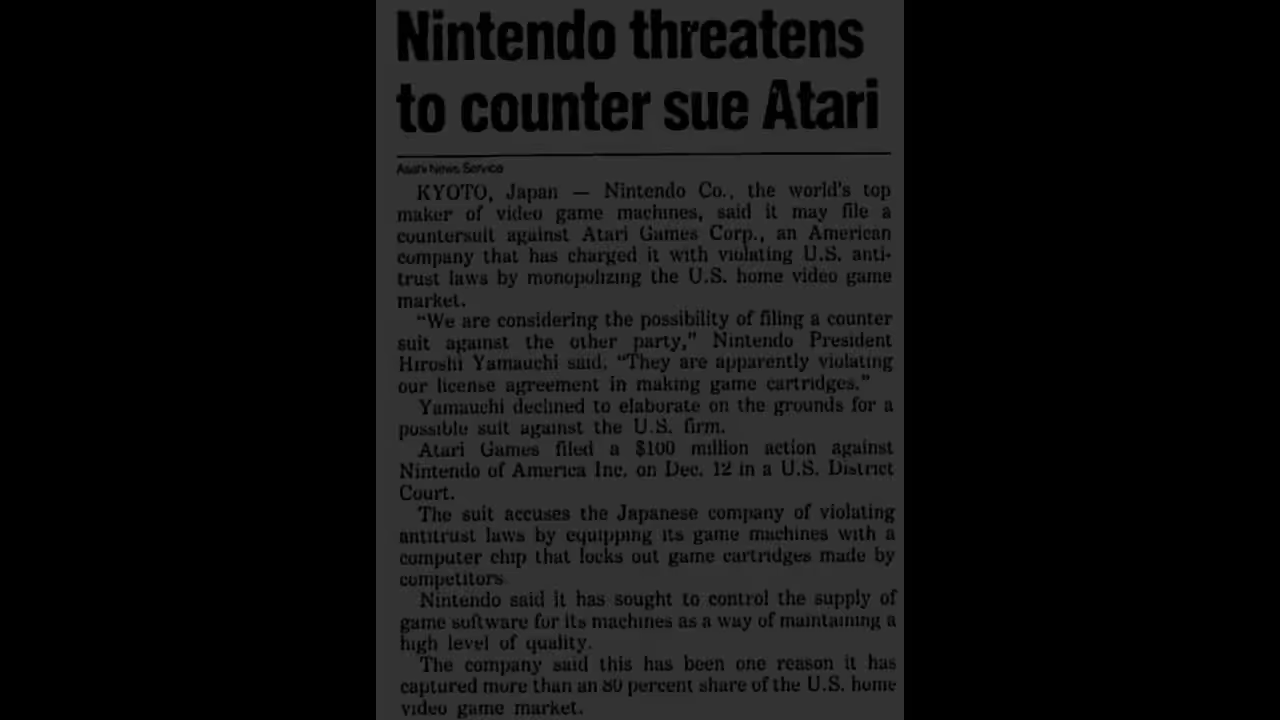 Nintendo threatens
to counter sue Atari
Asahi News Service
KYOTO, Japan — Nintendo Co., the world's top
maker of video game machines, said it may file a
countersuit against Atari Games Corp., an American
company that has charged it with violating U.S. anti-
trust laws by monopolizing the U.S. home video game
market.
"We are considering the possibility of filing a counter
suit against the other party," Nintendo President
Hiroshi Yamauchi said. "They are apparently violating
our license agreement in making game cartridges."
Yamauchi declined to elaborate on the grounds for a
possible suit against the U.S. firm.
Atari Games filed a $100 million action against
Nintendo of America Inc. on Dec. 12 in a U.S. District
Court.
The suit accuses the Japanese company of violating
antitrust laws by equipping its game machines with a
computer chip that locks out game cartridges made by
competitors
Nintendo said it has sought to control the supply of
game software for its machines as a way of maintaining a
high level of quality.
The company said this has been one reason it has
captured more than an 80 percent share of the U.S. home
video game market.